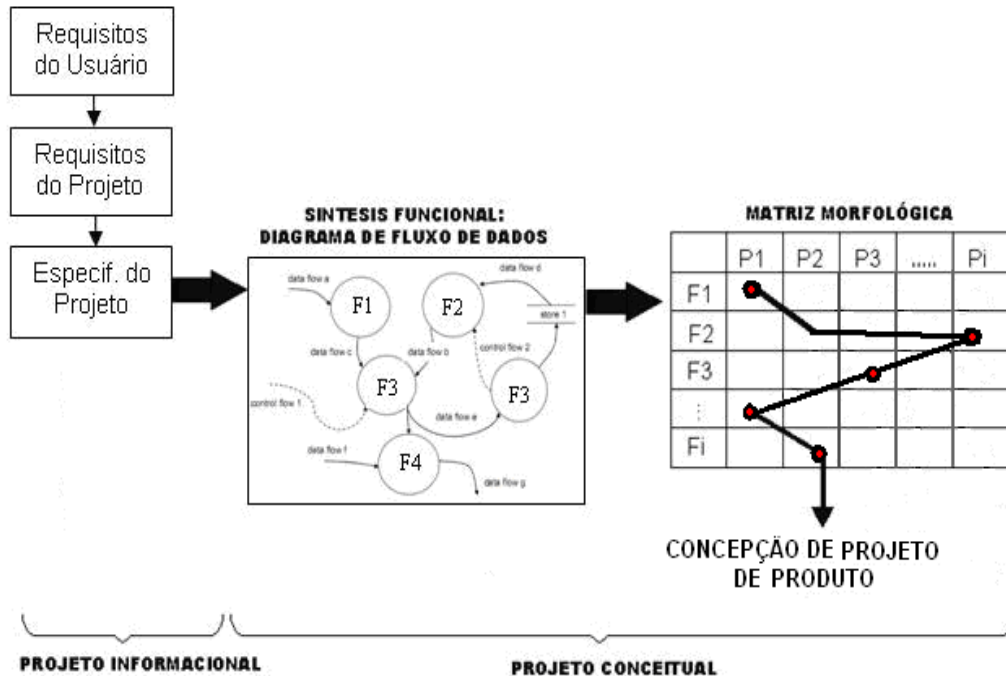 Requisitos
do Usuário
Requisitos
do Projeto
Especif. do
Projeto
SINTESIS FUNCIONAL:
DIAGRAMA DE FLUXO DE DADOS
data flow a
F1
F2
data flow d
store 1
data flow c
data flow b
control flow 2
F3
F3
control flow 1
data flow e
data flow f
F4
data flow g
MATRIZ MORFOLÓGICA
P1 P2 P3 ..... Pi
F1
F2
F3
:
Fi
CONCEPÇÃO DE PROJETO
DE PRODUTO
PROJETO INFORMACIONAL
PROJETO CONCEITUAL